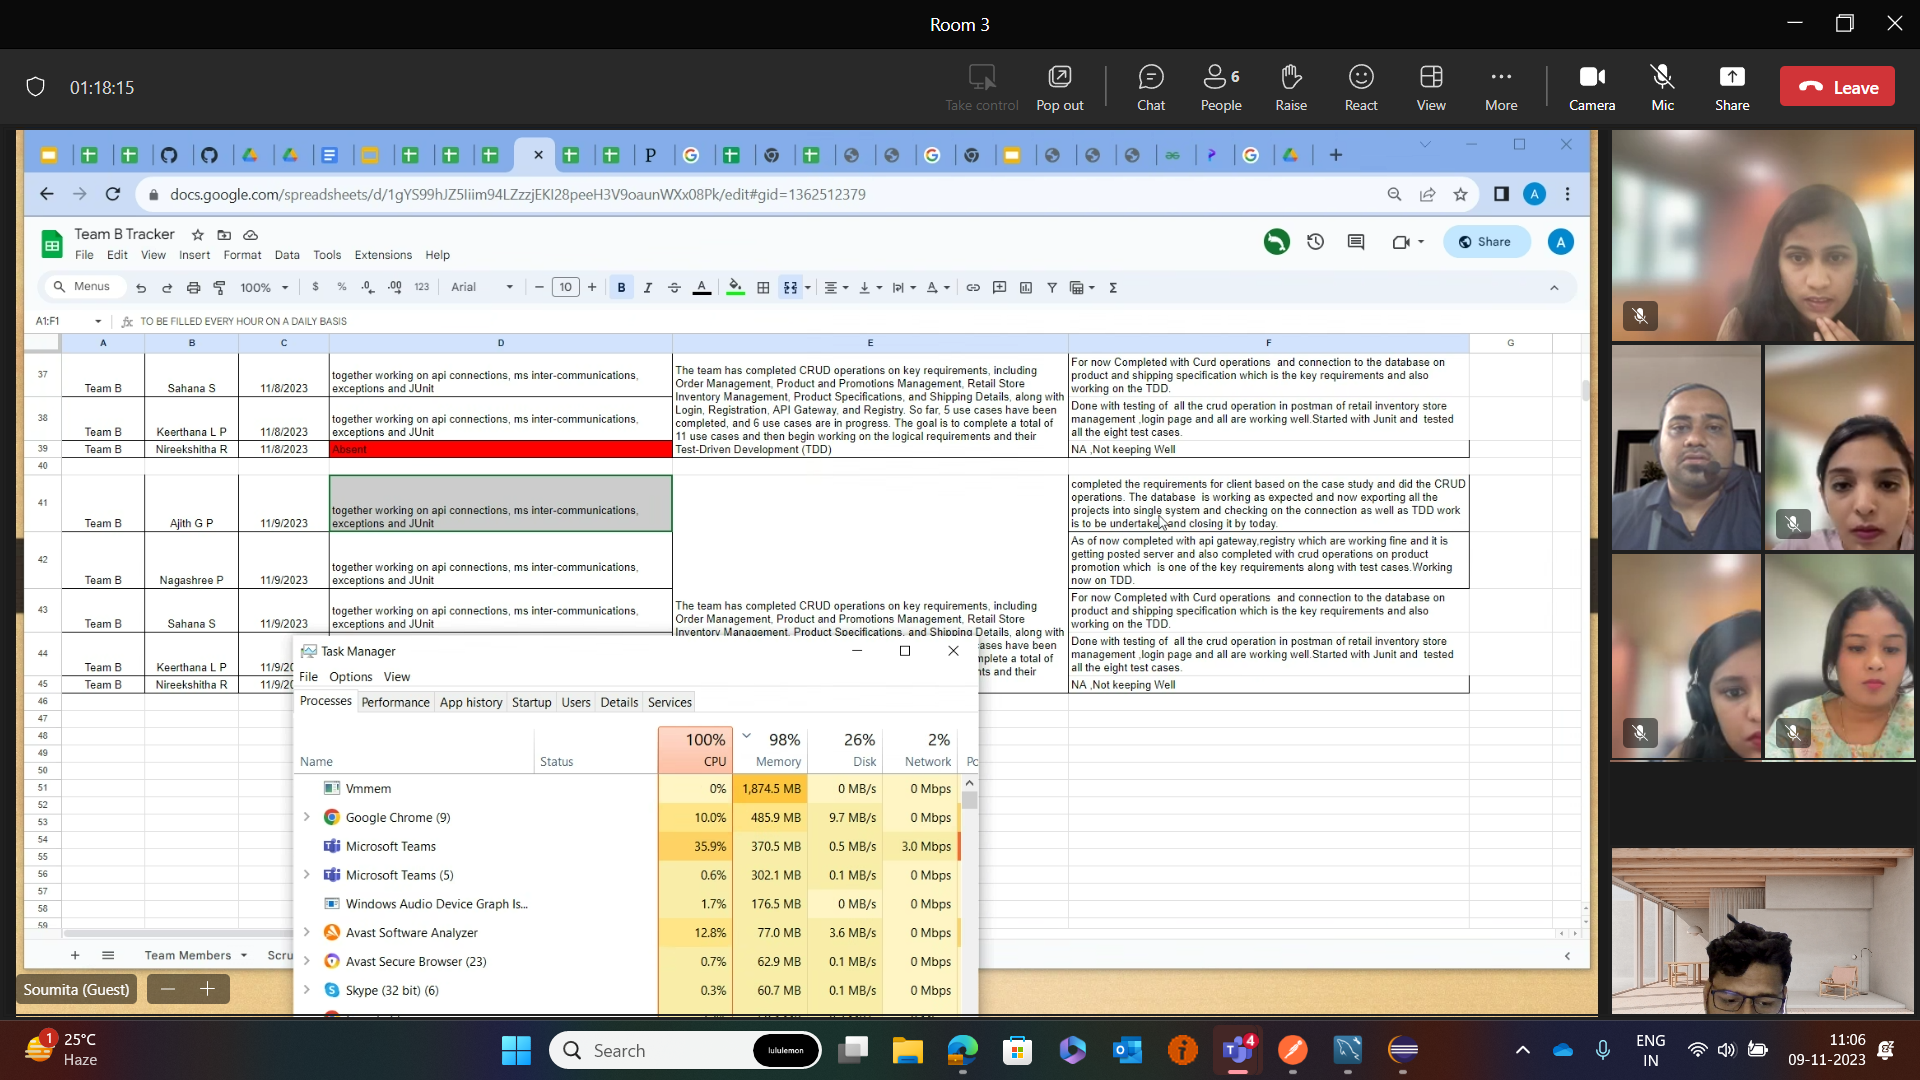 Room 3
01:18:15
Take control
Pop out
Chat
6
People
Raise
React
View
More
Camera
Mic
Share
Leave
docs.google.com/spreadsheets/d/1gYS99hJZ5Iiim94LZzzjEKI28peeH3V9oaunWXx08Pk/edit#gid=1362512379
A
Team B Tracker
File Edit View Insert Format Data Tools Extensions Help
Share
A
Menus 100% $ % .0 .00 123 Arial 10 B I A
A1:F1 fx TO BE FILLED EVERY HOUR ON A DAILY BASIS
A B C D E F G
37 Team B Sahana S 11/8/2023
together working on api connections, ms inter-communications,
exceptions and JUnit
The team has completed CRUD operations on key requirements, including
Order Management, Product and Promotions Management, Retail Store
Inventory Management, Product Specifications, and Shipping Details, along with
Login, Registration, API Gateway, and Registry. So far, 5 use cases have been
completed, and 6 use cases are in progress. The goal is to complete a total of
11 use cases and then begin working on the logical requirements and their
Test-Driven Development (TDD)
For now Completed with Curd operations and connection to the database on
product and shipping specification which is the key requirements and also
working on the TDD.
38 Team B Keerthana L P 11/8/2023
together working on api connections, ms inter-communications,
exceptions and JUnit
Done with testing of all the crud operation in postman of retail inventory store
management ,login page and all are working well.Started with Junit and tested
all the eight test cases.
39 Team B Nireekshitha R 11/8/2023 Absent NA ,Not keeping Well
40
41 Team B Ajith G P 11/9/2023
together working on api connections, ms inter-communications,
exceptions and JUnit
completed the requirements for client based on the case study and did the CRUD
operations. The database is working as expected and now exporting all the
projects into single system and checking on the connection as well as TDD work
is to be undertaken and closing it by today.
42 Team B Nagashree P 11/9/2023
together working on api connections, ms inter-communications,
exceptions and JUnit
As of now completed with api gateway,registry which are working fine and it is
getting posted server and also completed with crud operations on product
promotion which is one of the key requirements along with test cases.Working
now on TDD.
43 Team B Sahana S 11/9/2023
together working on api connections, ms inter-communications,
exceptions and JUnit
The team has completed CRUD operations on key requirements, including
Order Management, Product and Promotions Management, Retail Store
Inventory Management, Product Specifications, and Shipping Details, along with
ases have been
mplete a total of
nts and their
For now Completed with Curd operations and connection to the database on
product and shipping specification which is the key requirements and also
working on the TDD.
44 Team B Keerthana L P 11/9/20
Done with testing of all the crud operation in postman of retail inventory store
management ,login page and all are working well.Started with Junit and tested
all the eight test cases.
45 Team B Nireekshitha R 11/9/20 NA ,Not keeping Well
46
47
48
49
50
51
52
53
54
55
56
57
58
59
Task Manager
File Options View
Processes Performance App history Startup Users Details Services
100% 98% 26% 2%
Name Status CPU Memory Disk Network Po
Vmmem 0% 1,874.5 MB 0 MB/s 0 Mbps
Google Chrome (9) 10.0% 485.9 MB 9.7 MB/s 0 Mbps
Microsoft Teams 35.9% 370.5 MB 0.5 MB/s 3.0 Mbps
Microsoft Teams (5) 0.6% 302.1 MB 0.1 MB/s 0 Mbps
Windows Audio Device Graph Is... 1.7% 176.5 MB 0 MB/s 0 Mbps
Avast Software Analyzer 12.8% 77.0 MB 3.6 MB/s 0 Mbps
Avast Secure Browser (23) 0.7% 62.9 MB 0.1 MB/s 0 Mbps
Skype (32 bit) (6) 0.3% 60.7 MB 0.1 MB/s 0 Mbps
Team Members Scru
Soumita (Guest)
1
25°C
Haze
Search
lululemon
4
ENG
IN
11:06
09-11-2023